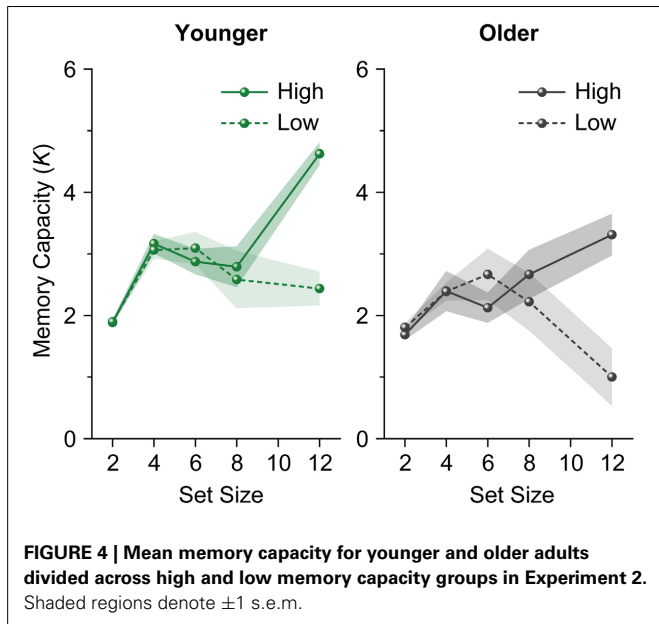 Younger
Older
6
4
2
0
Memory Capacity (K)
High
Low
2 4 6 8 10 12
Set Size
6
4
2
0
High
Low
2 4 6 8 10 12
Set Size
FIGURE 4 | Mean memory capacity for younger and older adults
divided across high and low memory capacity groups in Experiment 2.
Shaded regions denote ±1 s.e.m.